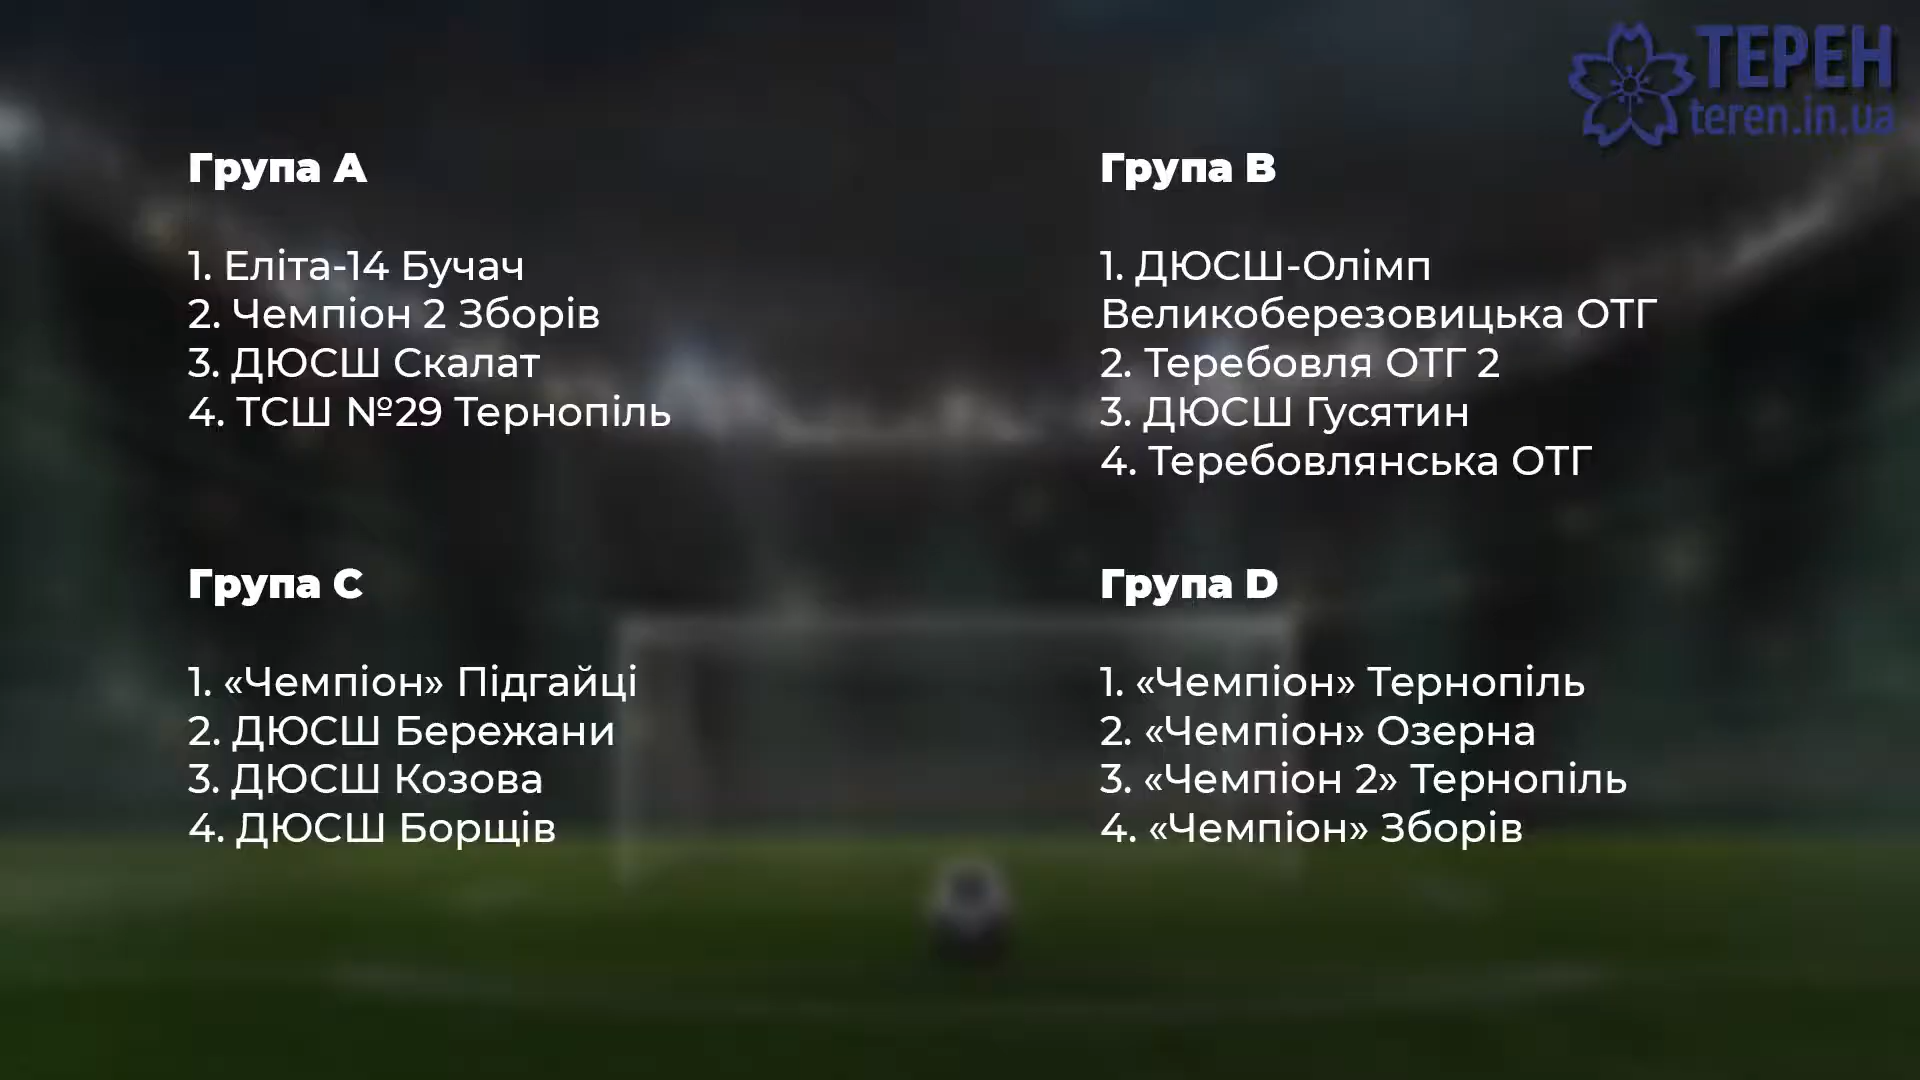 ТЕРЕН
teren.in.ua
Група А
1. Еліта-14 Бучач
2. Чемпіон 2 Зборів
3. ДЮСШ Скалат
4. ТСШ №29 Тернопіль
Група В
1. ДЮСШ-Олімп
Великоберезовицька ОТГ
2. Теребовля ОТГ 2
3. ДЮСШ Гусятин
4. Теребовлянська ОТГ
Група С
1. «Чемпіон» Підгайці
2. ДЮСШ Бережани
3. ДЮСШ Козова
4. ДЮСШ Борщів
Група D
1. «Чемпіон» Тернопіль
2. «Чемпіон» Озерна
3. «Чемпіон 2» Тернопіль
4. «Чемпіон» Зборів